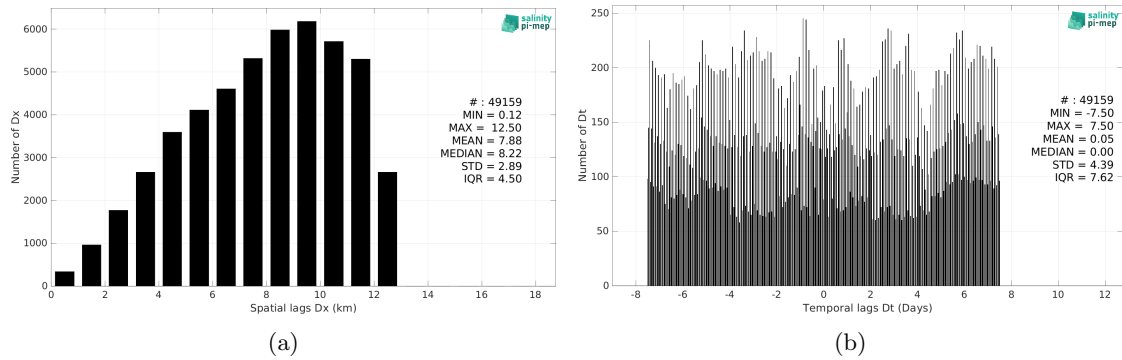 salinity
pi-mep
6000
5000
4000
3000
2000
1000
0
Number of Dx
# : 49159
MIN = 0.12
MAX = 12.50
MEAN = 7.88
MEDIAN = 8.22
STD = 2.89
IQR = 4.50
0 2 4 6 8 10 12 14 16 18
Spatial lags Dx (km)
(a)
salinity
pi-mep
250
200
150
100
50
0
Number of Dt
# : 49159
MIN = -7.50
MAX = 7.50
MEAN = 0.05
MEDIAN = 0.00
STD = 4.39
IQR = 7.62
-8 -6 -4 -2 0 2 4 6 8 10 12
Temporal lags Dt (Days)
(b)